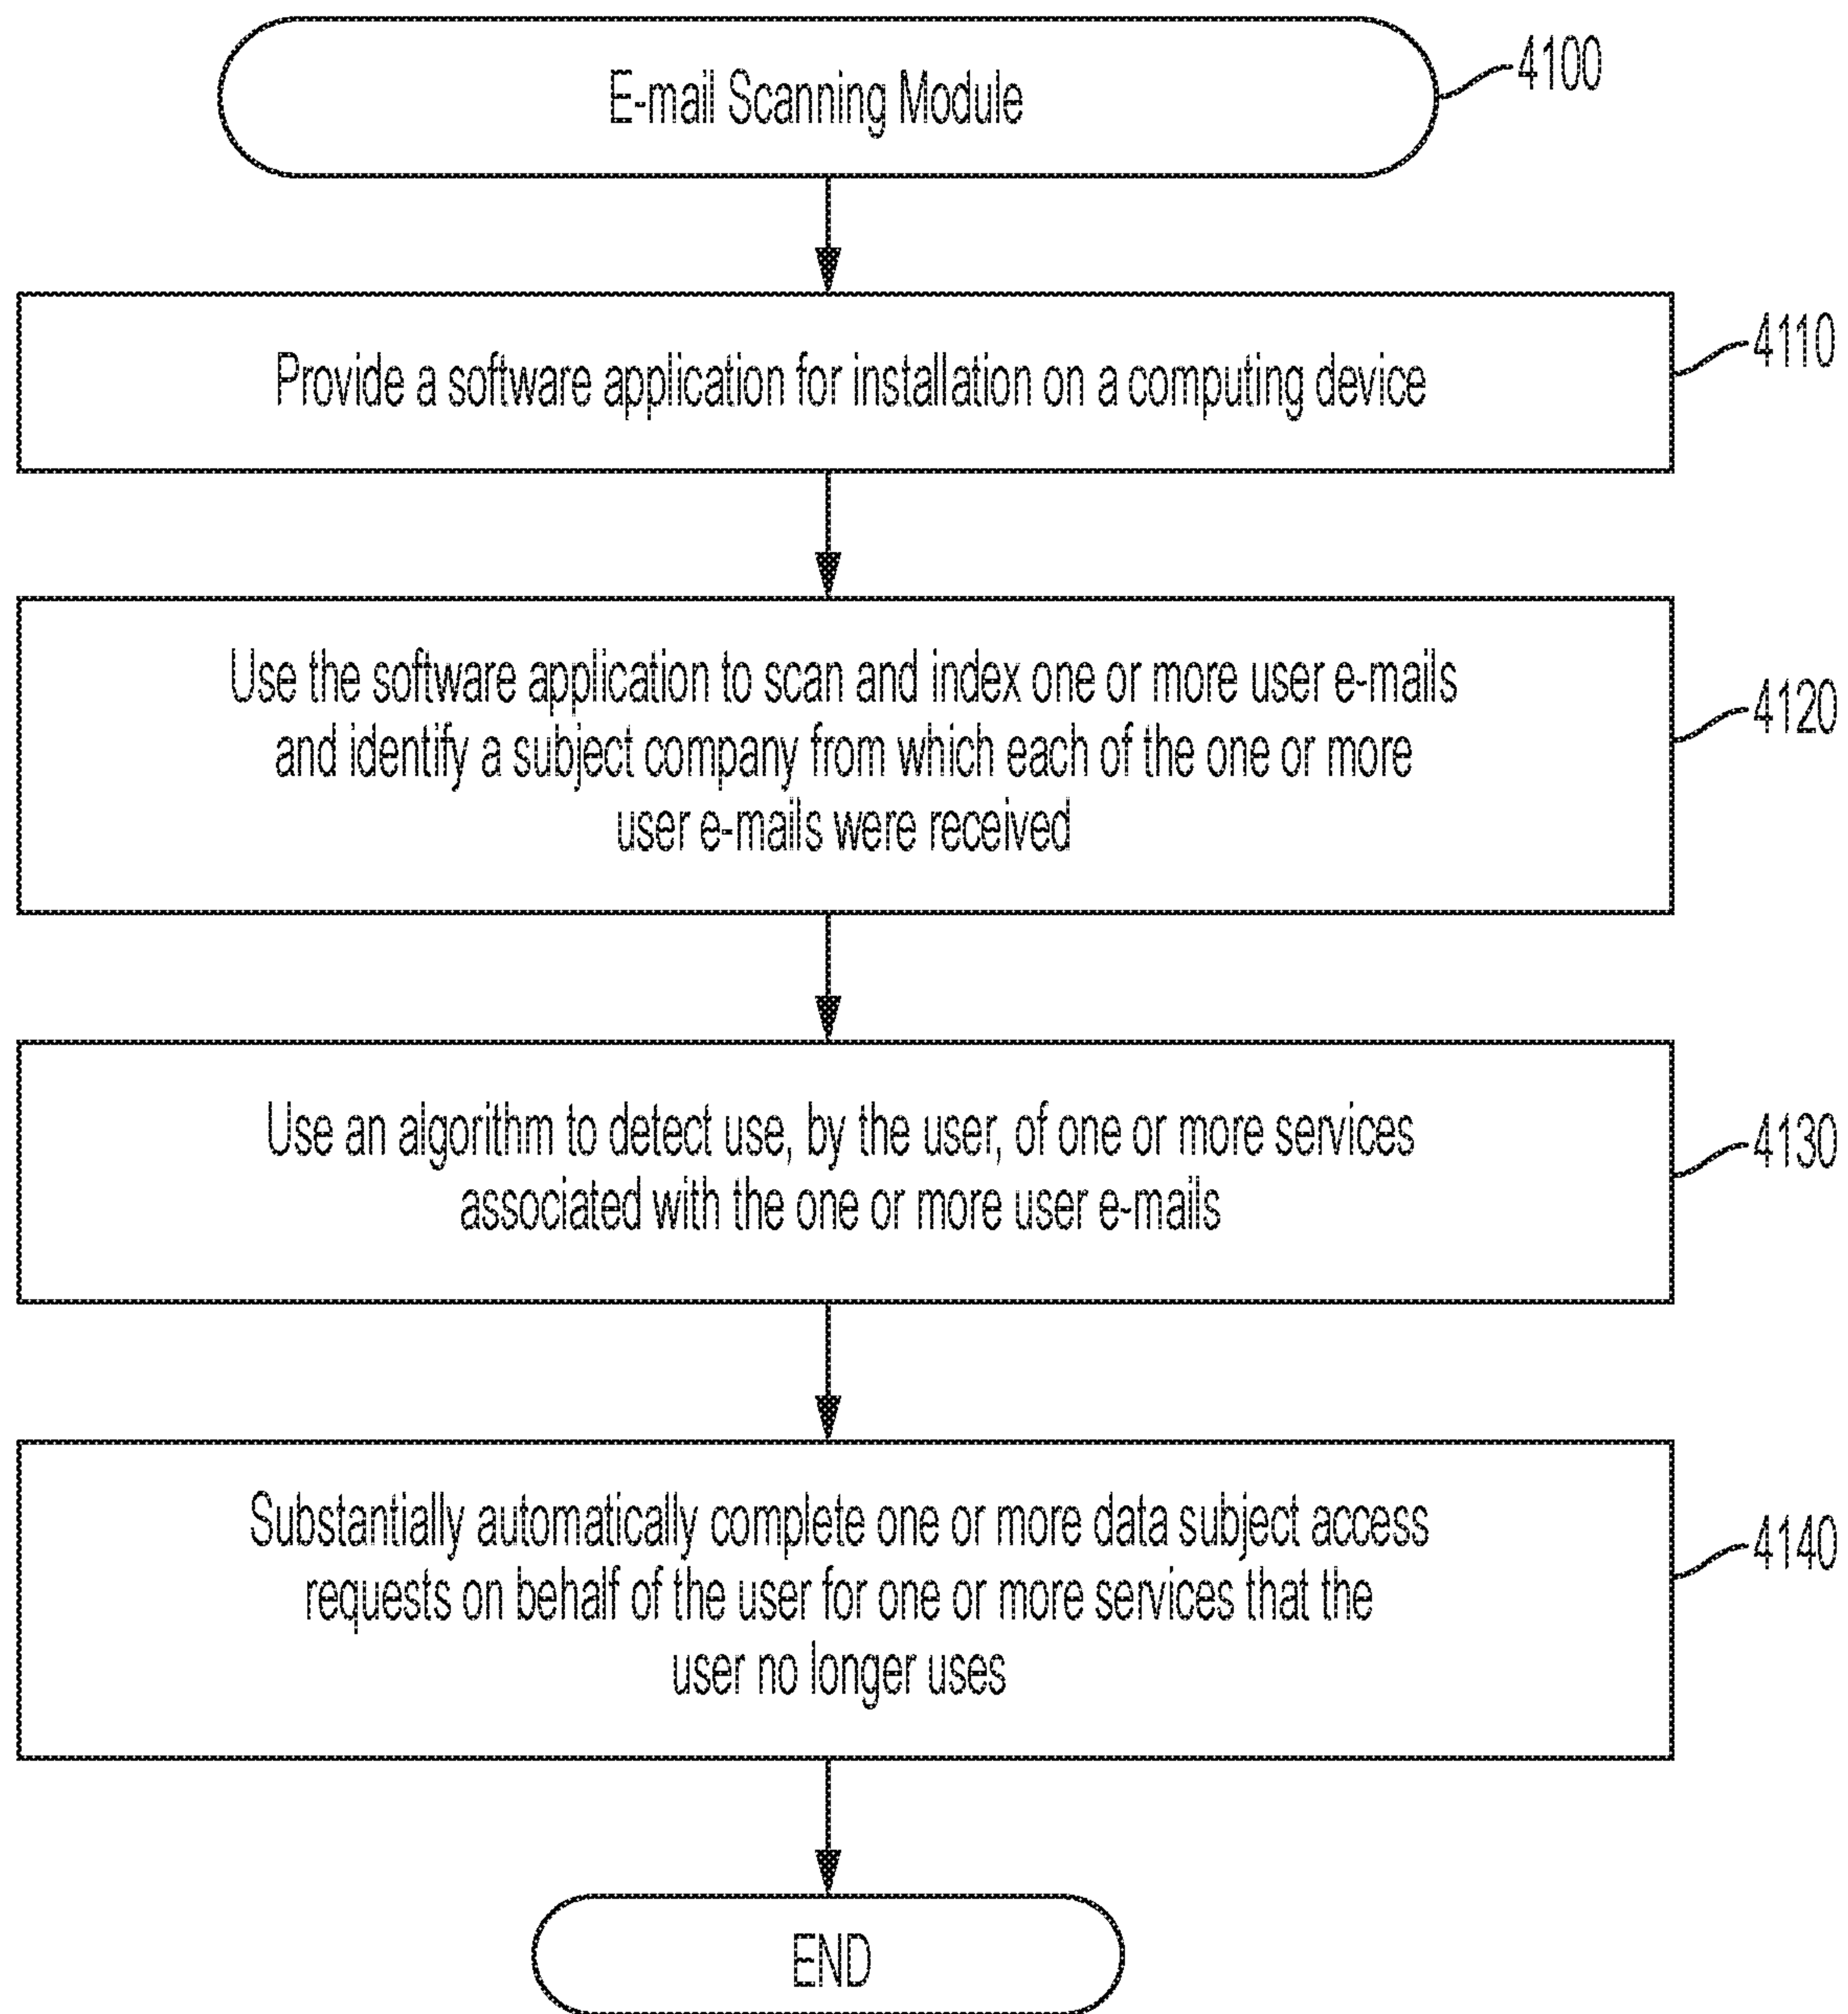 E-mail Scanning Module
4100
Provide a software application for installation on a computing device
4110
Use the software application to scan and index one or more user e-mails
and identify a subject company from which each of the one or more
user e-mails were received
4120
Use an algorithm to detect use, by the user, of one or more services
associated with the one or more user e-mails
4130
Substantially automatically complete one or more data subject access
requests on behalf of the user for one or more services that the
user no longer uses
4140
END